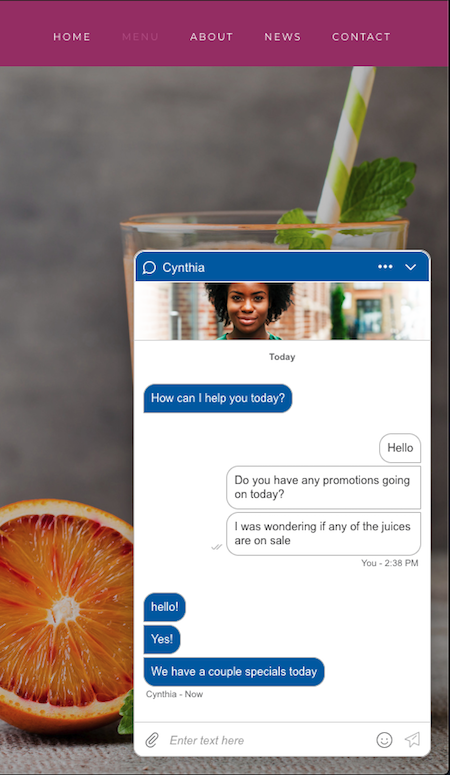 HOME MENU ABOUT NEWS CONTACT
Cynthia
Today
How can I help you today?
Hello
Do you have any promotions going
on today?
I was wondering if any of the juices
are on sale
You - 2:38 PM
hello!
Yes!
We have a couple specials today
Cynthia - Now
Enter text here